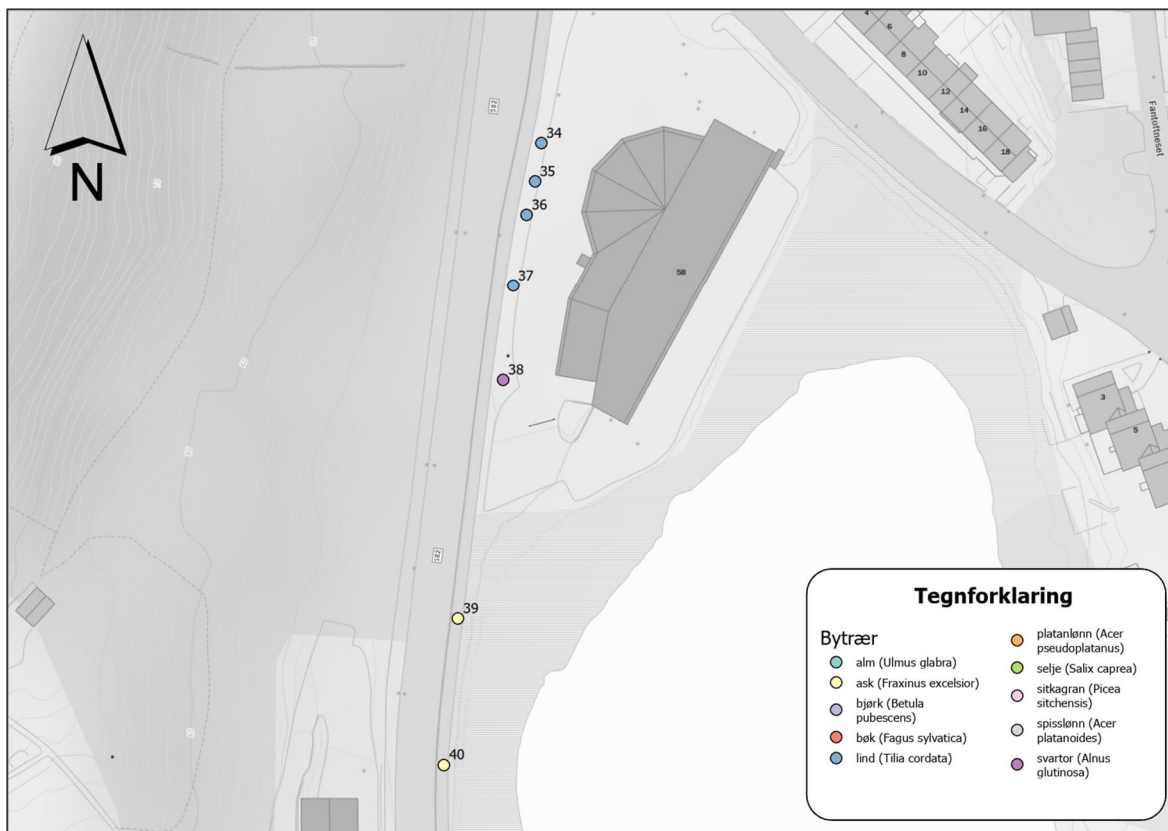 N
582
34
35
36
37
38
58
4
6
8
10
12
14
16
18
Fantoftneset
3
5
582
39
40
Tegnforklaring
Bytrær
alm (Ulmus glabra)
ask (Fraxinus excelsior)
bjørk (Betula
pubescens)
bøk (Fagus sylvatica)
lind (Tilia cordata)
platanlønn (Acer
pseudoplatanus)
selje (Salix caprea)
sitkagran (Picea
sitchensis)
spisslønn (Acer
platanoides)
svartor (Alnus
glutinosa)